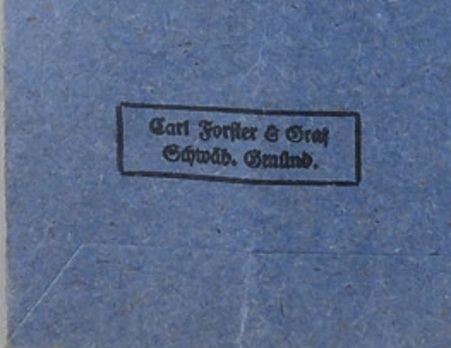 Carl Forster & Graf
Schwäb. Gmünd.